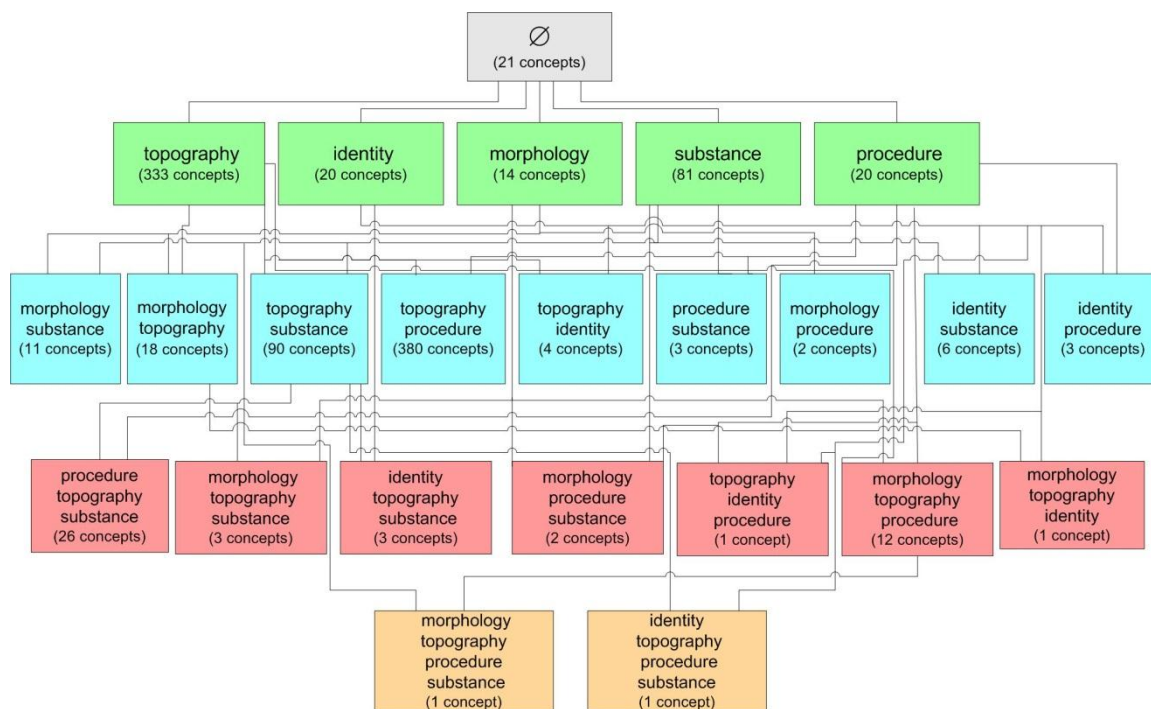 ∅
(21 concepts)
topography
(333 concepts)
identity
(20 concepts)
morphology
(14 concepts)
substance
(81 concepts)
procedure
(20 concepts)
morphology
substance
(11 concepts)
morphology
topography
(18 concepts)
topography
substance
(90 concepts)
topography
procedure
(380 concepts)
topography
identity
(4 concepts)
procedure
substance
(3 concepts)
morphology
procedure
(2 concepts)
identity
substance
(6 concepts)
identity
procedure
(3 concepts)
procedure
topography
substance
(26 concepts)
morphology
topography
substance
(3 concepts)
identity
topography
substance
(3 concepts)
morphology
procedure
substance
(2 concepts)
topography
identity
procedure
(1 concept)
morphology
topography
procedure
(12 concepts)
morphology
topography
identity
(1 concept)
morphology
topography
procedure
substance
(1 concept)
identity
topography
procedure
substance
(1 concept)